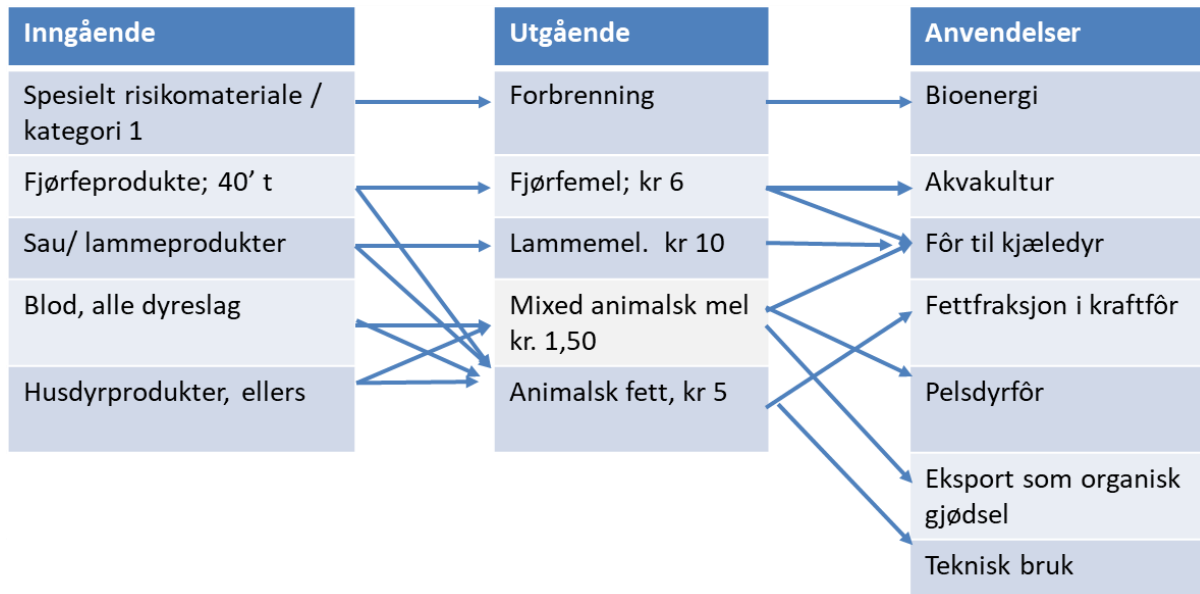 Inngående
Spesielt risikomateriale /
kategori 1
Fjørfeprodukte; 40’ t
Sau/ lammeprodukter
Blod, alle dyreslag
Husdyrprodukter, ellers
Utgående
Forbrenning
Fjørfemel; kr 6
Lammemel.  kr 10
Mixed animalsk mel
kr. 1,50
Animalsk fett, kr 5
Anvendelser
Bioenergi
Akvakultur
Fôr til kjæledyr
Fettfraksjon i kraftfôr
Pelsdyrfôr
Eksport som organisk
gjødsel
Teknisk bruk